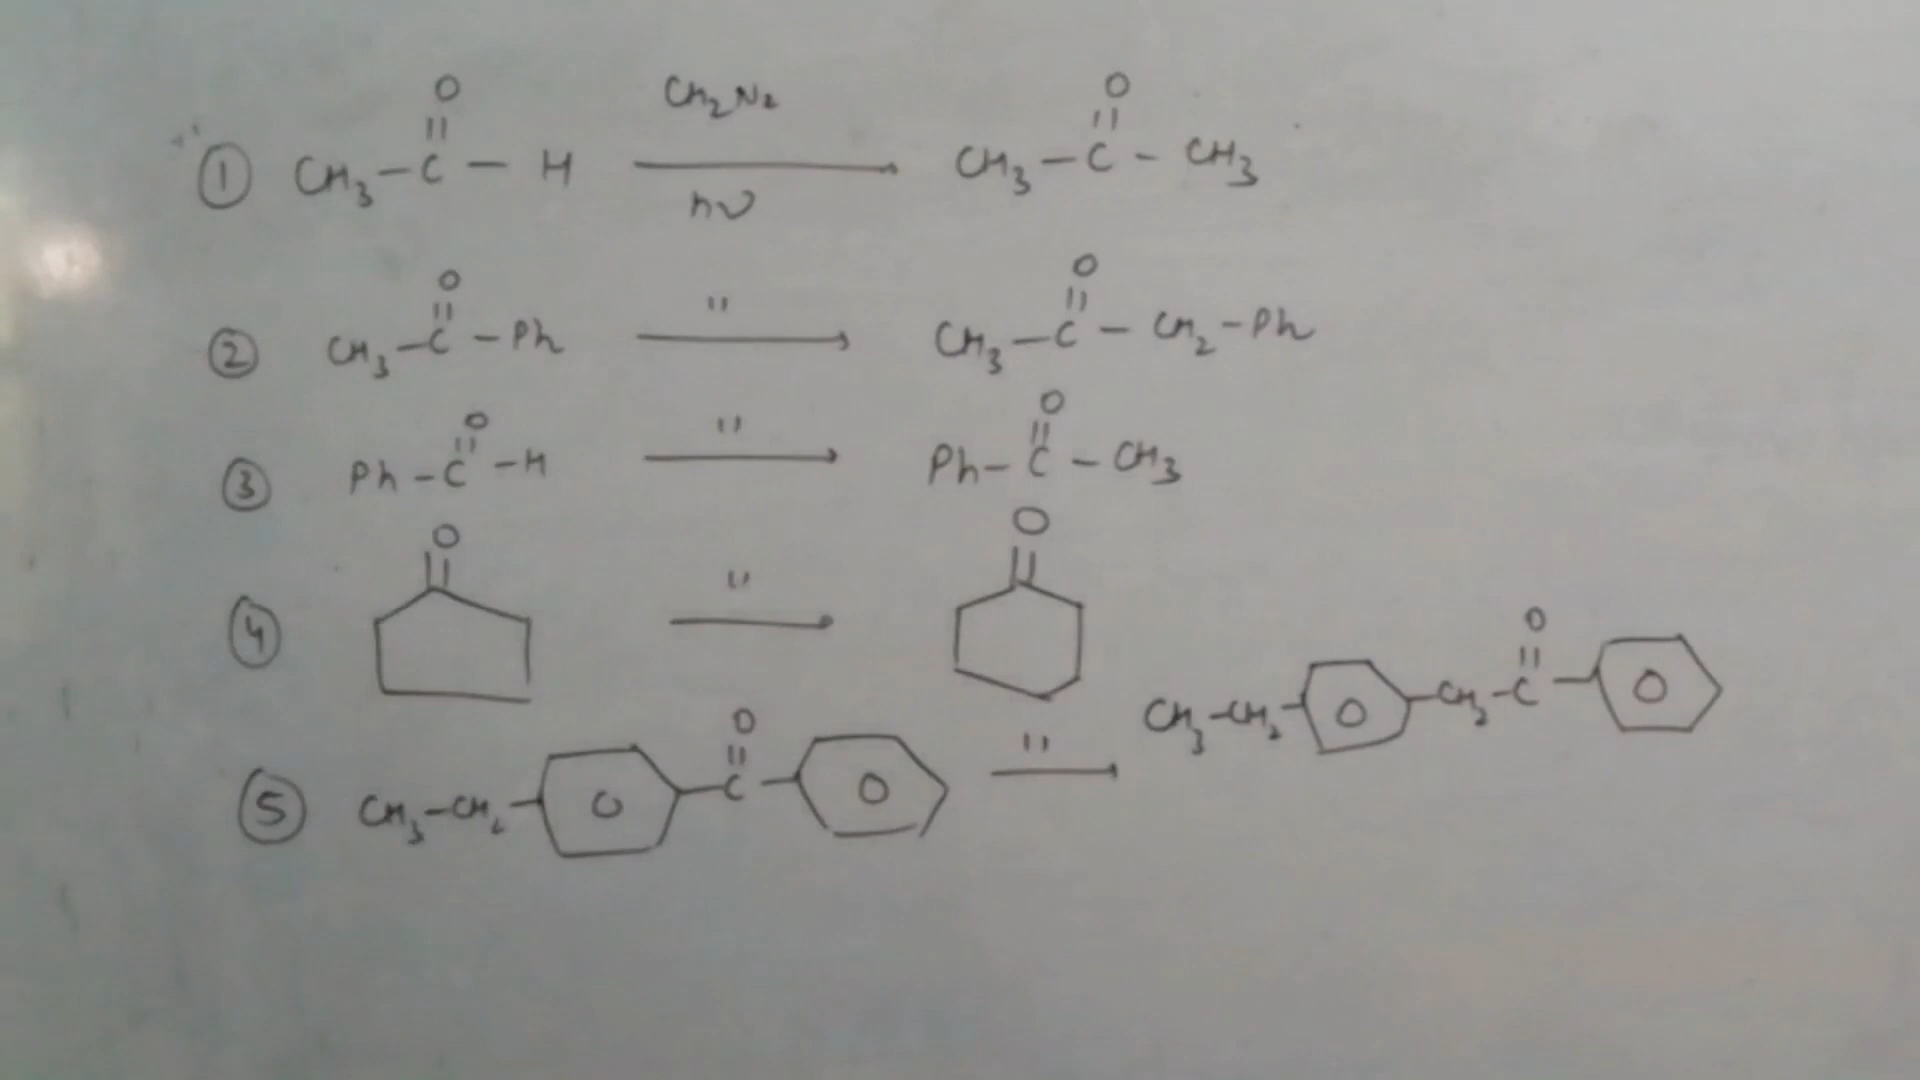 ① CH₃-C(=O)-H —CH₂N₂ / hν→ CH₃-C(=O)-CH₃
② CH₃-C(=O)-Ph —"→ CH₃-C(=O)-CH₂-Ph
③ Ph-C(=O)-H —"→ Ph-C(=O)-CH₃
④ O —"→ O
⑤ CH₃-CH₂-⌬-C(=O)-⌬ —"→ CH₃-CH₂-⌬-CH₂-C(=O)-⌬